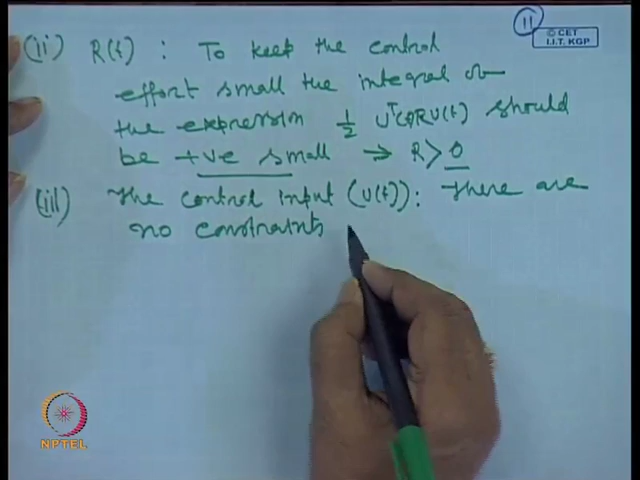 11
© CET
I.I.T. KGP
(ii) R(t) : To keep the control
effort small the integral of
the expression 1/2 Uᵀ(t)RU(t) should
be +ve small → R>0
(iii) The control input (U(t)): There are
no constraints
NPTEL